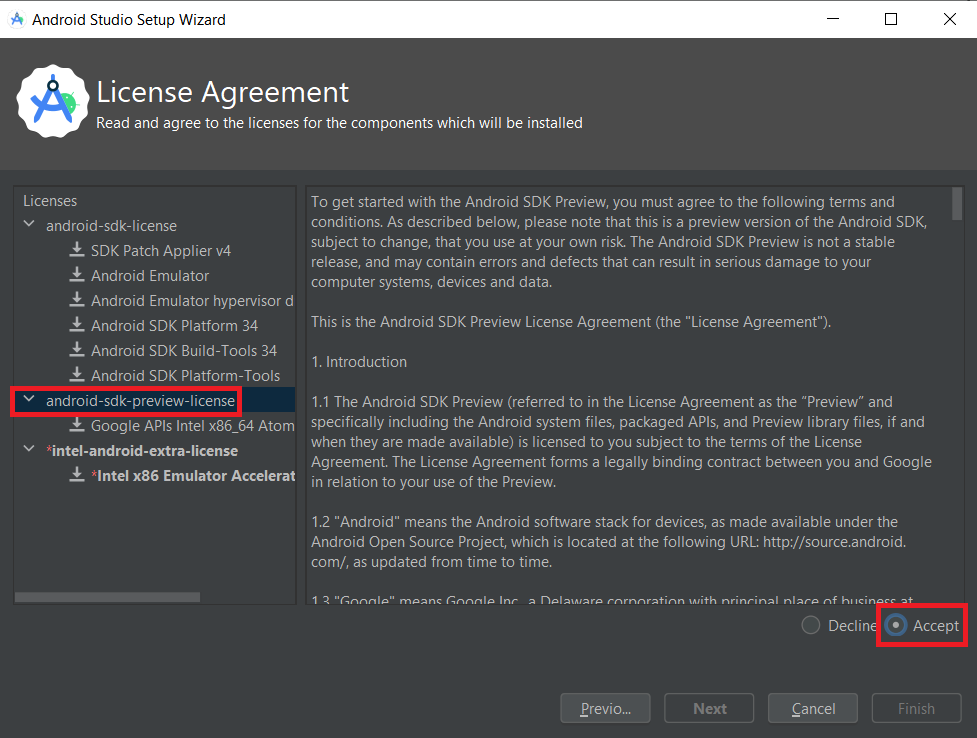 Android Studio Setup Wizard
License Agreement
Read and agree to the licenses for the components which will be installed
Licenses
android-sdk-license
SDK Patch Applier v4
Android Emulator
Android Emulator hypervisor d
Android SDK Platform 34
Android SDK Build-Tools 34
Android SDK Platform-Tools
android-sdk-preview-license
Google APIs Intel x86_64 Atom
*intel-android-extra-license
*Intel x86 Emulator Accelerat
To get started with the Android SDK Preview, you must agree to the following terms and
conditions. As described below, please note that this is a preview version of the Android SDK,
subject to change, that you use at your own risk. The Android SDK Preview is not a stable
release, and may contain errors and defects that can result in serious damage to your
computer systems, devices and data.
This is the Android SDK Preview License Agreement (the "License Agreement").
1. Introduction
1.1 The Android SDK Preview (referred to in the License Agreement as the “Preview” and
specifically including the Android system files, packaged APIs, and Preview library files, if and
when they are made available) is licensed to you subject to the terms of the License
Agreement. The License Agreement forms a legally binding contract between you and Google
in relation to your use of the Preview.
1.2 "Android" means the Android software stack for devices, as made available under the
Android Open Source Project, which is located at the following URL: http://source.android.
com/, as updated from time to time.
1.3 "Google" means Google Inc., a Delaware corporation with principal place of business at
Decline
Accept
Previo...
Next
Cancel
Finish